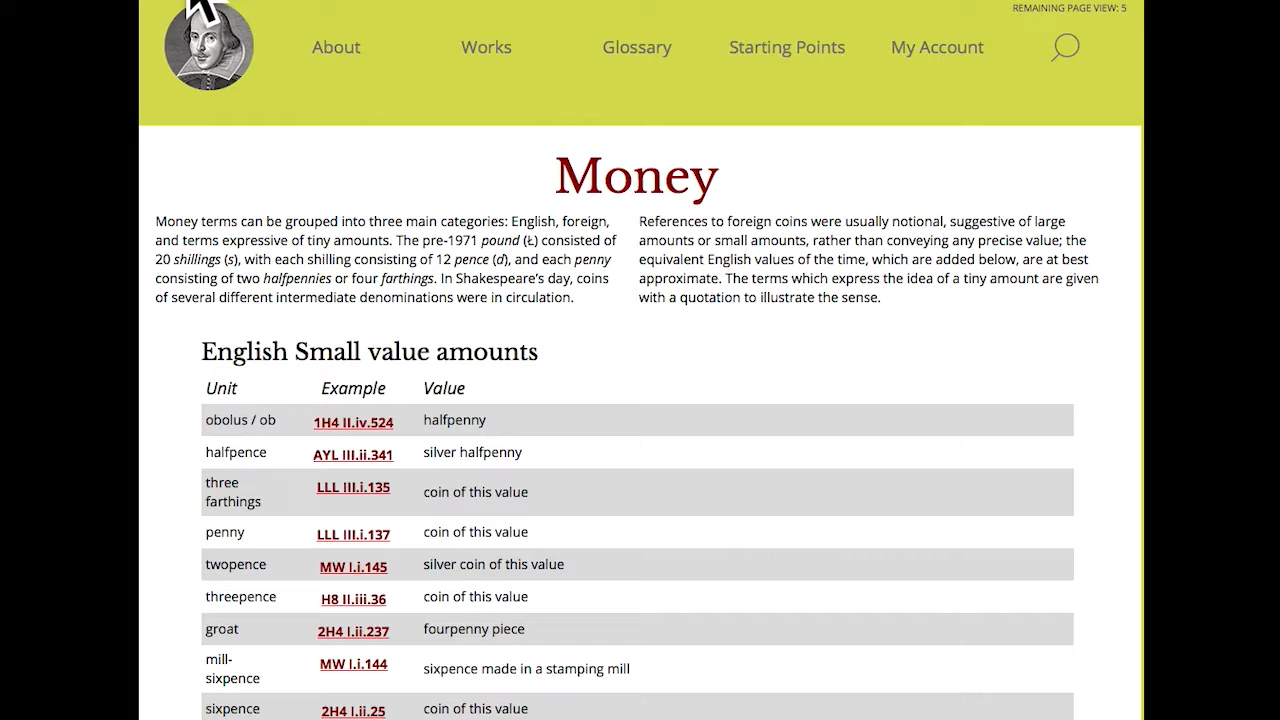 REMAINING PAGE VIEW: 5
About Works Glossary Starting Points My Account
Money
Money terms can be grouped into three main categories: English, foreign,
and terms expressive of tiny amounts. The pre-1971 pound (Ł) consisted of
20 shillings (s), with each shilling consisting of 12 pence (d), and each penny
consisting of two halfpennies or four farthings. In Shakespeare's day, coins
of several different intermediate denominations were in circulation.
References to foreign coins were usually notional, suggestive of large
amounts or small amounts, rather than conveying any precise value; the
equivalent English values of the time, which are added below, are at best
approximate. The terms which express the idea of a tiny amount are given
with a quotation to illustrate the sense.
English Small value amounts
Unit Example Value
obolus / ob 1H4 II.iv.524 halfpenny
halfpence AYL III.ii.341 silver halfpenny
three
farthings LLL III.i.135 coin of this value
penny LLL III.i.137 coin of this value
twopence MW I.i.145 silver coin of this value
threepence H8 II.iii.36 coin of this value
groat 2H4 I.ii.237 fourpenny piece
mill-
sixpence MW I.i.144 sixpence made in a stamping mill
sixpence 2H4 I.ii.25 coin of this value